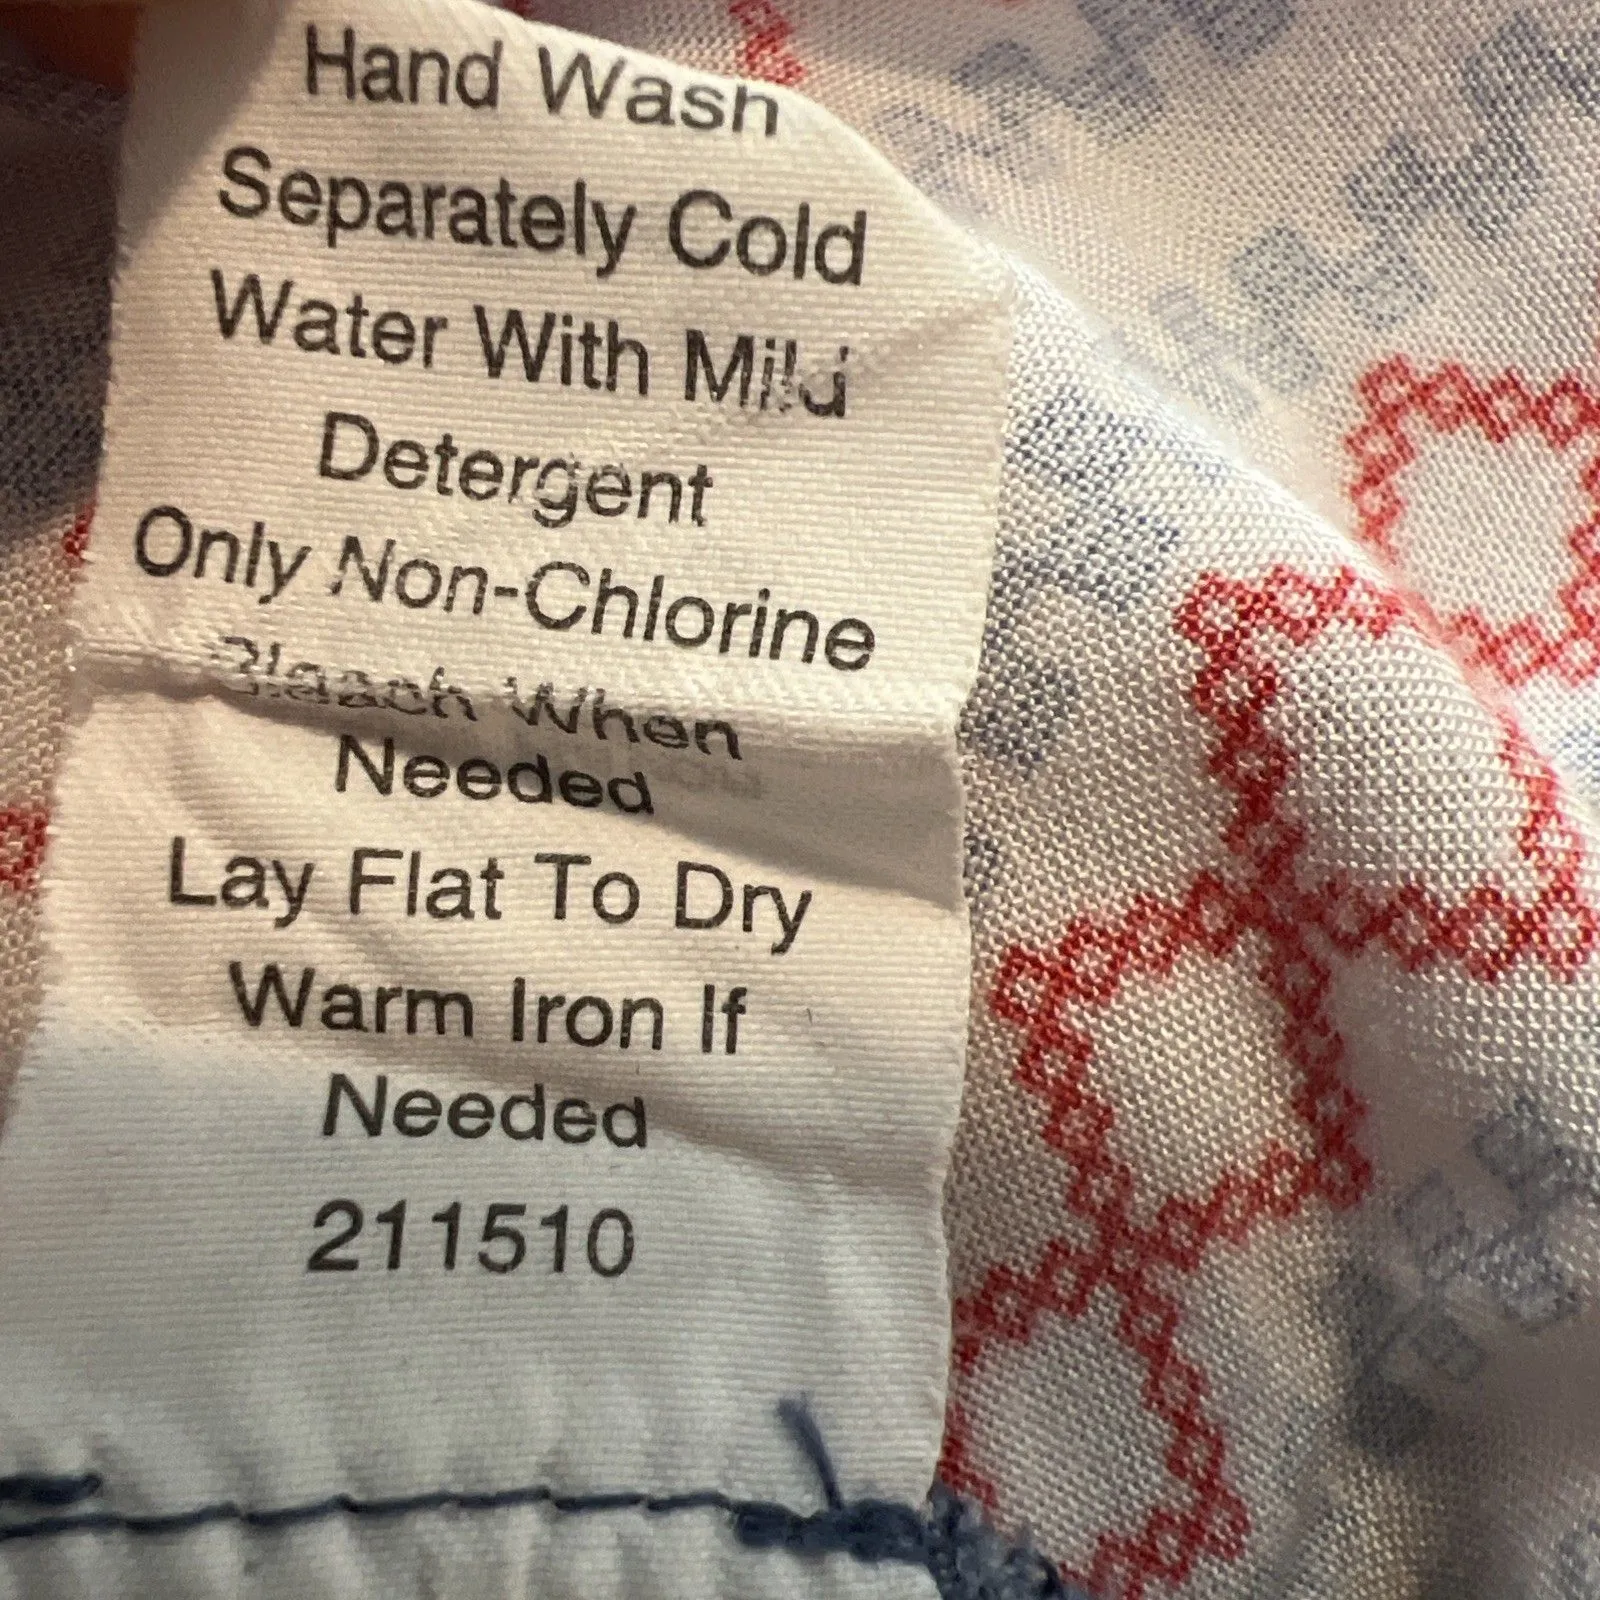 Hand Wash
Separately Cold
Water With Mild
Detergent
Only Non-Chlorine
Bleach When
Needed
Lay Flat To Dry
Warm Iron If
Needed
211510